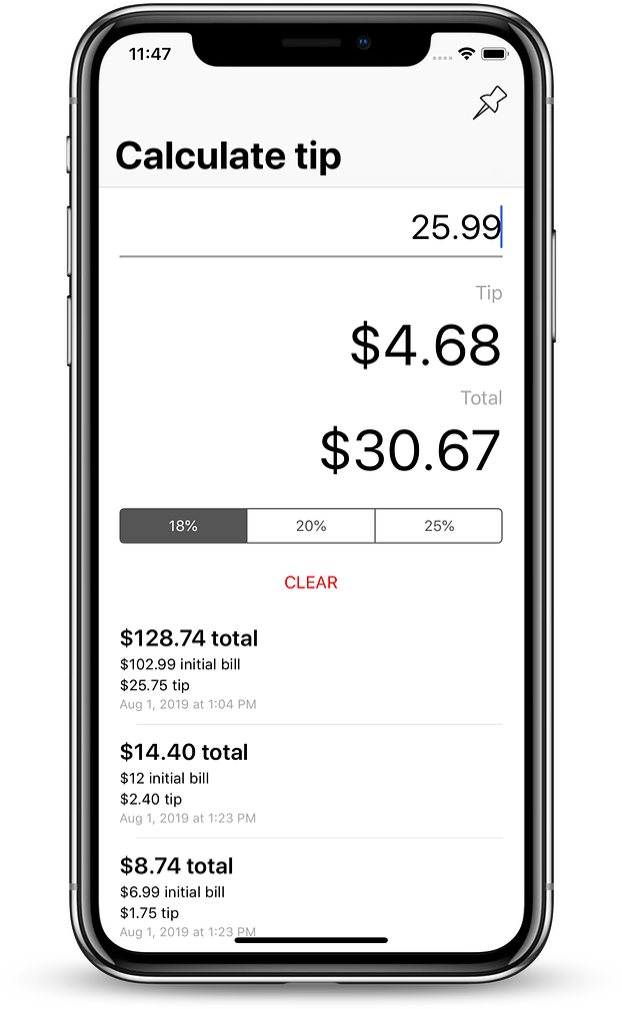 11:47
Calculate tip
25.99
Tip
$4.68
Total
$30.67
18% 20% 25%
CLEAR
$128.74 total
$102.99 initial bill
$25.75 tip
Aug 1, 2019 at 1:04 PM
$14.40 total
$12 initial bill
$2.40 tip
Aug 1, 2019 at 1:23 PM
$8.74 total
$6.99 initial bill
$1.75 tip
Aug 1, 2019 at 1:23 PM